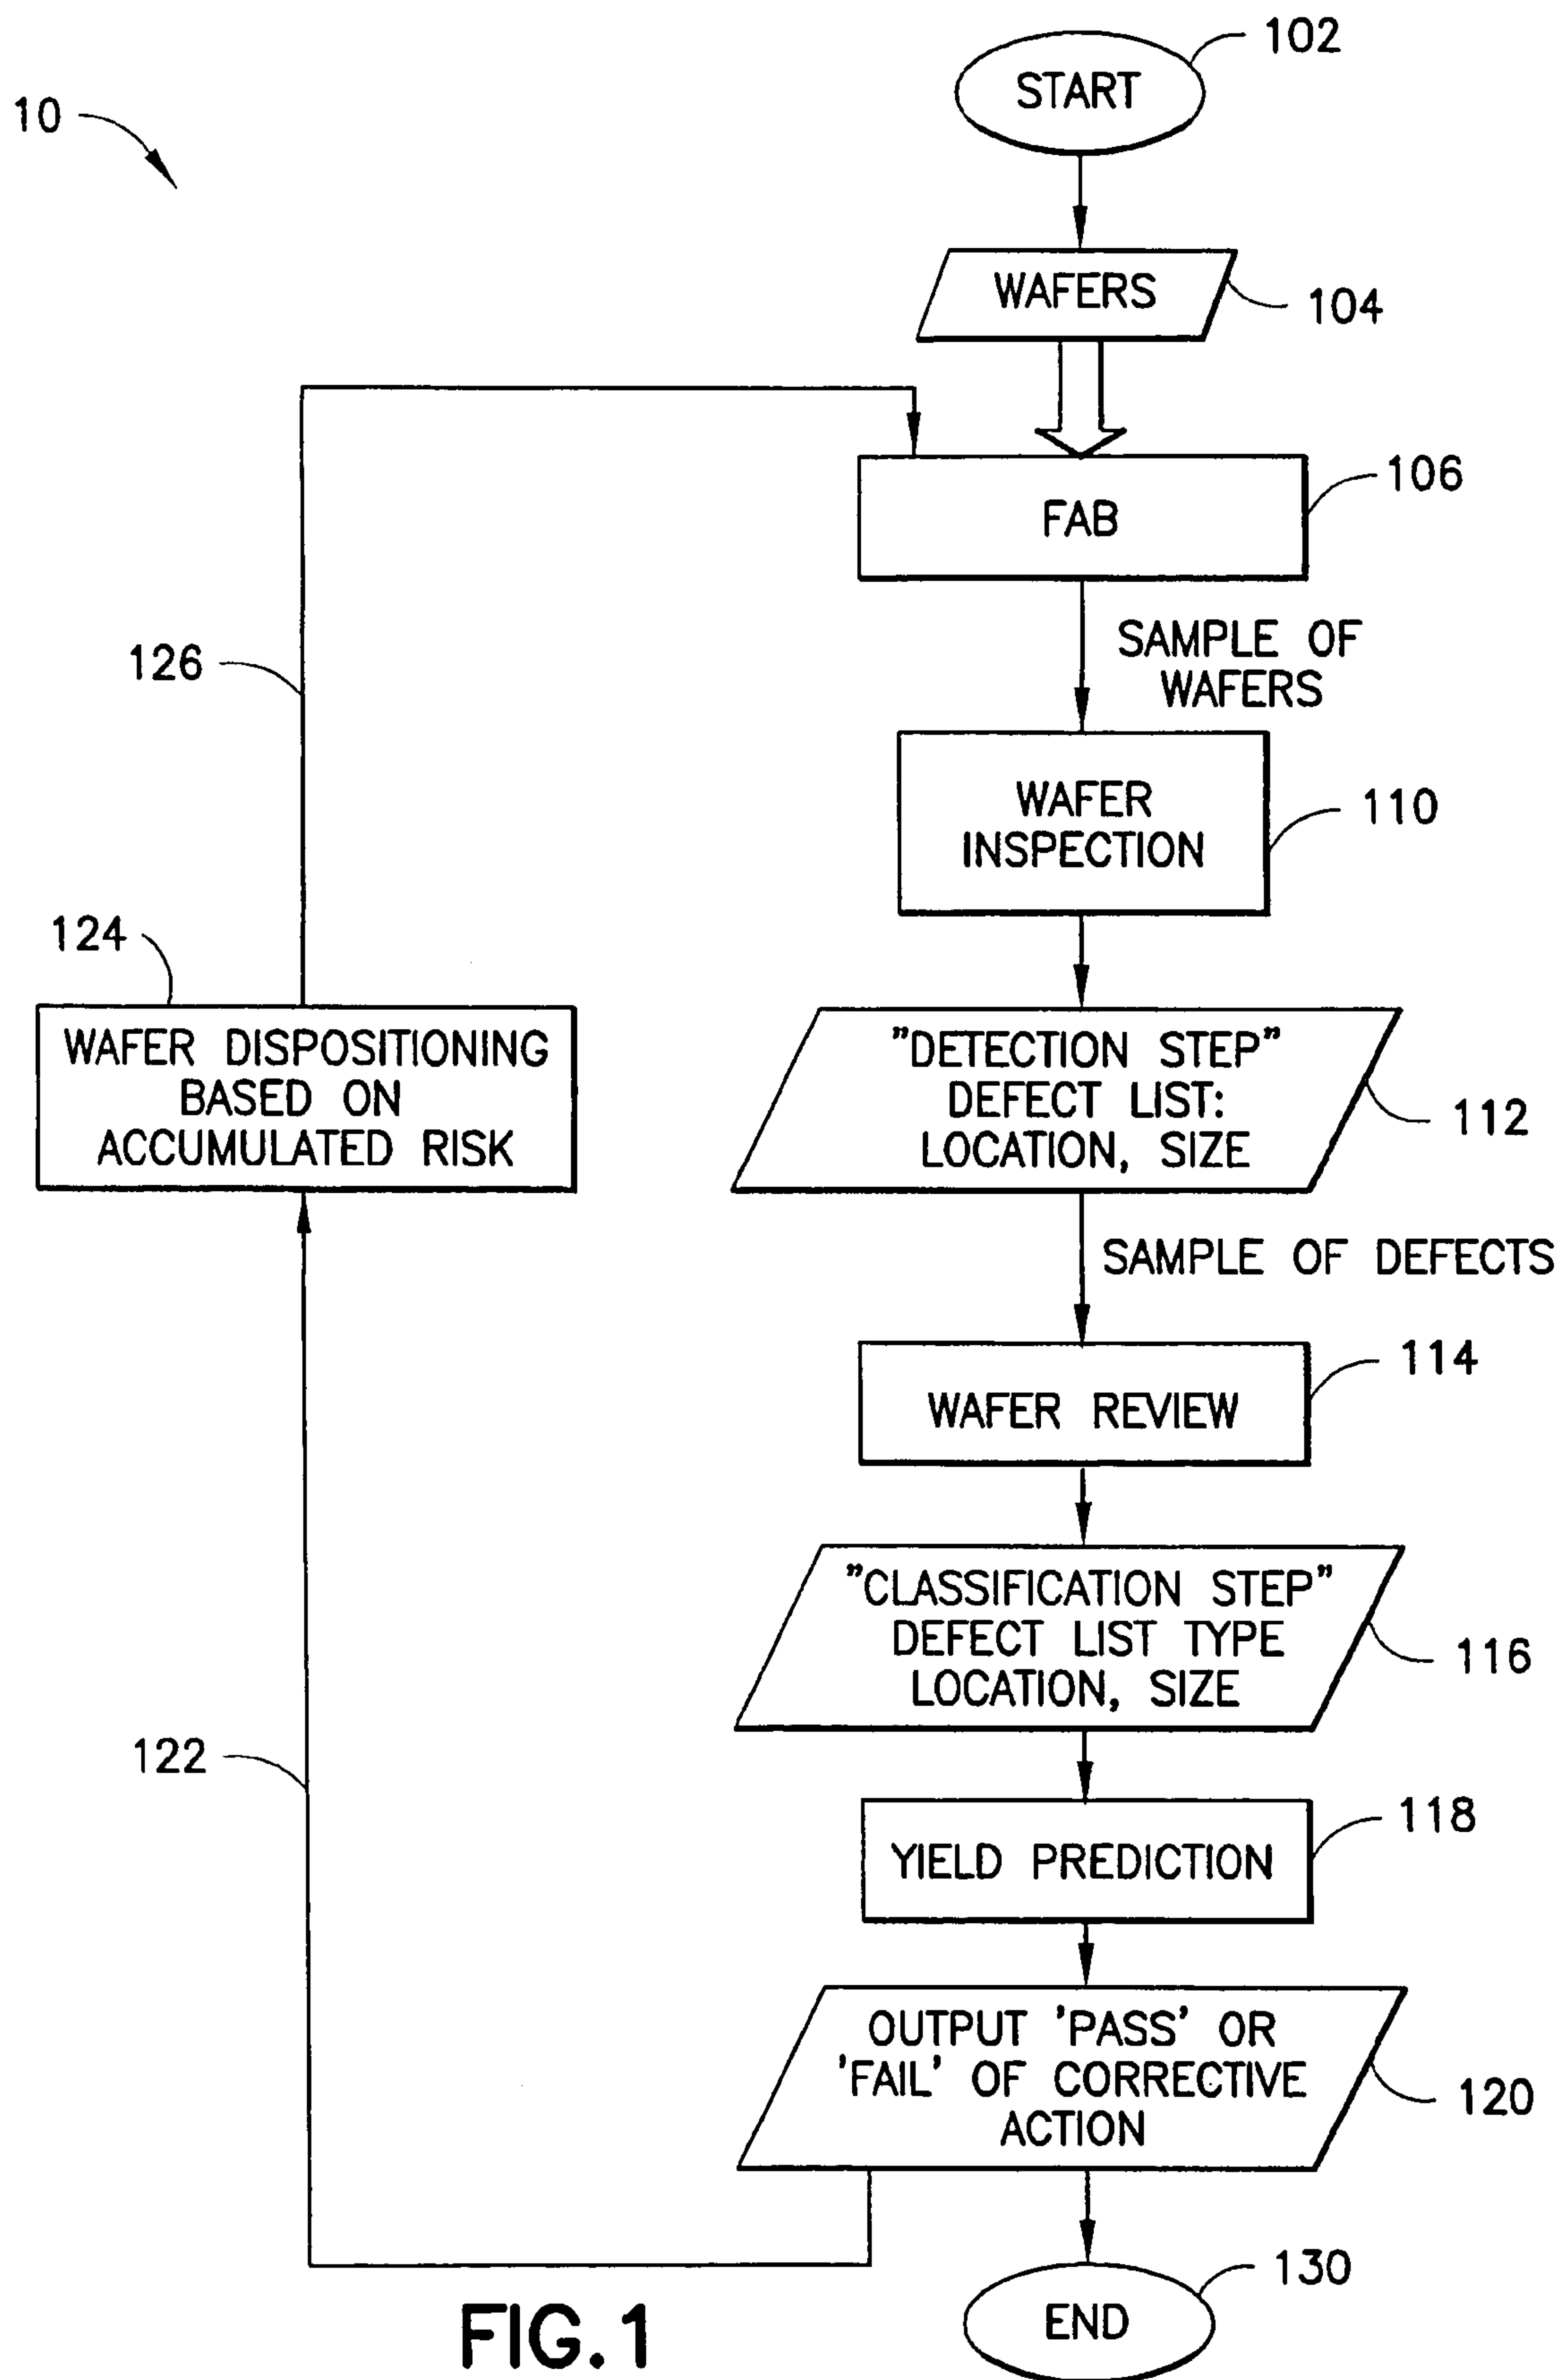 102
START
10
WAFERS
104
106
FAB
SAMPLE OF
WAFERS
126
WAFER
INSPECTION
110
124
WAFER DISPOSITIONING
BASED ON
ACCUMULATED RISK
"DETECTION STEP"
DEFECT LIST:
LOCATION, SIZE
112
SAMPLE OF DEFECTS
114
WAFER REVIEW
"CLASSIFICATION STEP"
DEFECT LIST TYPE
LOCATION, SIZE
116
122
118
YIELD PREDICTION
OUTPUT 'PASS' OR
'FAIL' OF CORRECTIVE
ACTION
120
130
END
FIG.1